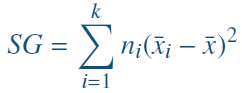 SG = \sum_{i=1}^{k} n_i(\bar{x}_i - \bar{x})^2